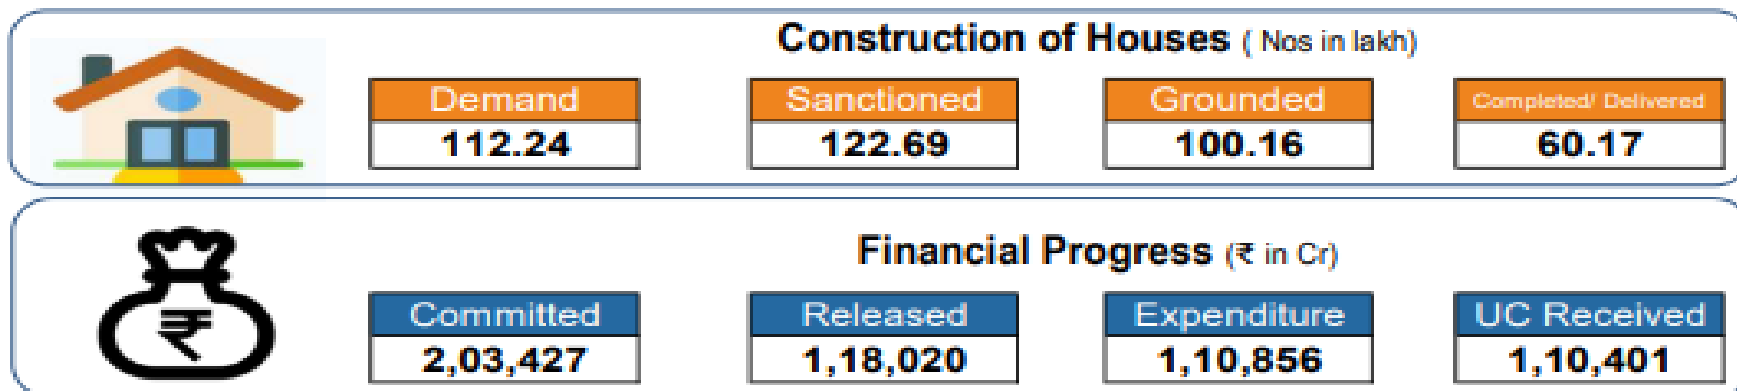 Construction of Houses ( Nos in lakh)
Demand Sanctioned Grounded Completed/ Delivered
112.24 122.69 100.16 60.17
₹
Financial Progress (₹ in Cr)
Committed Released Expenditure UC Received
2,03,427 1,18,020 1,10,856 1,10,401